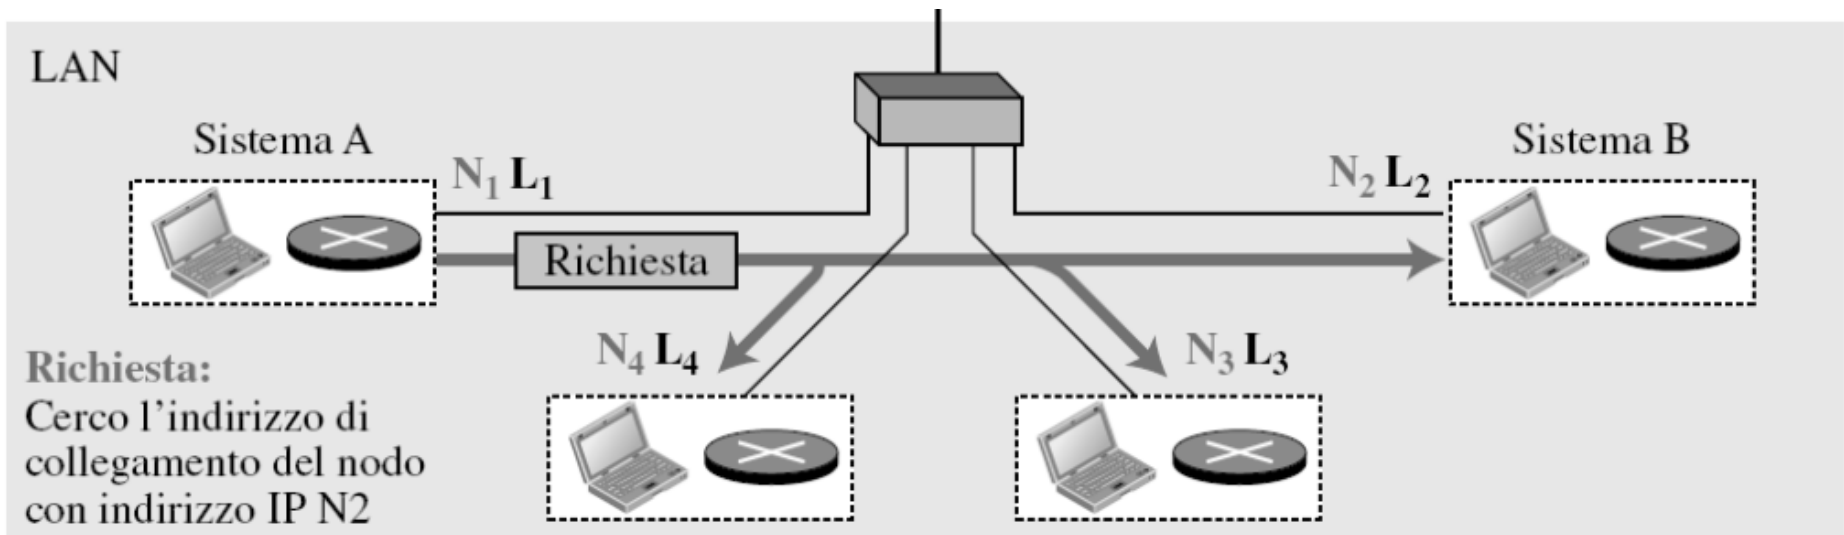 LAN
Sistema A
Sistema B
N₁ L₁
N₂ L₂
Richiesta
N₄ L₄
N₃ L₃
Richiesta:
Cerco l'indirizzo di
collegamento del nodo
con indirizzo IP N2